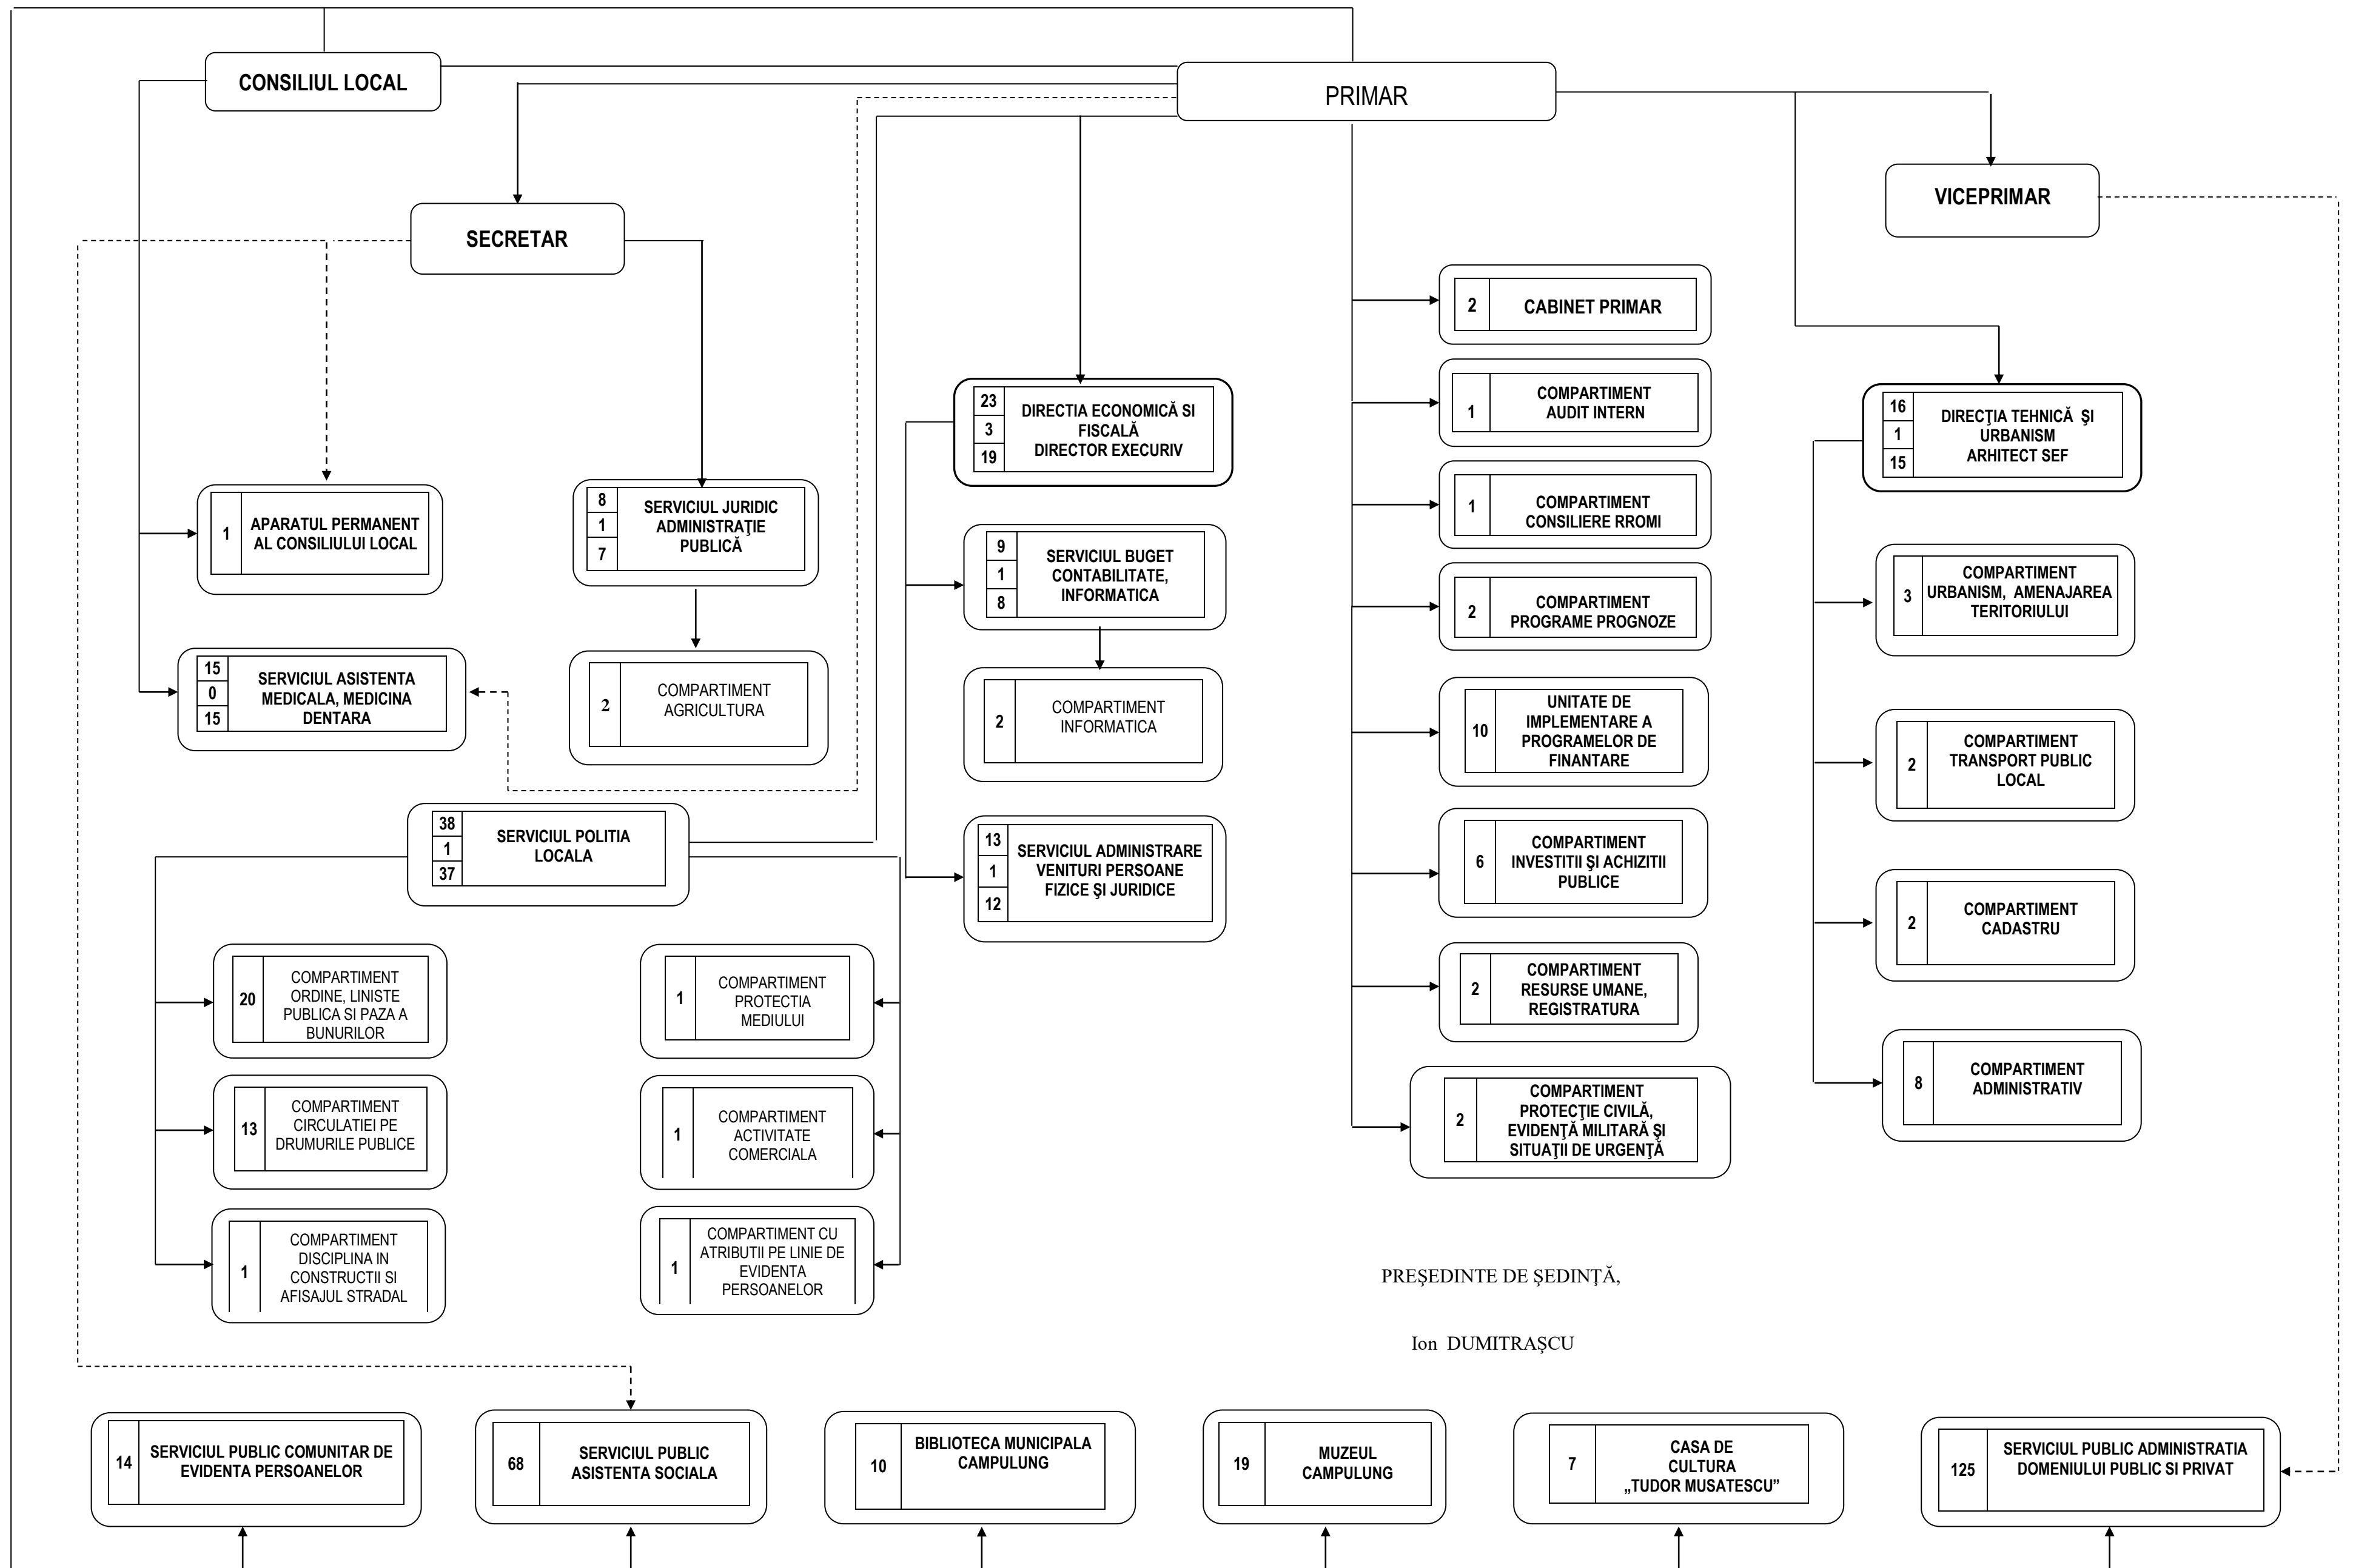 CONSILIUL LOCAL
PRIMAR
VICEPRIMAR
SECRETAR
2
CABINET PRIMAR
1
COMPARTIMENT
AUDIT INTERN
1
COMPARTIMENT
CONSILIERE RROMI
2
COMPARTIMENT
PROGRAME PROGNOZE
10
UNITATE DE
IMPLEMENTARE A
PROGRAMELOR DE
FINANTARE
6
COMPARTIMENT
INVESTITII ŞI ACHIZITII
PUBLICE
2
COMPARTIMENT
RESURSE UMANE,
REGISTRATURA
2
COMPARTIMENT
PROTECŢIE CIVILĂ,
EVIDENŢĂ MILITARĂ ŞI
SITUAŢII DE URGENŢĂ
23
3
19
DIRECTIA ECONOMICĂ SI
FISCALĂ
DIRECTOR EXECURIV
9
1
8
SERVICIUL BUGET
CONTABILITATE,
INFORMATICA
2
COMPARTIMENT
INFORMATICA
13
1
12
SERVICIUL ADMINISTRARE
VENITURI PERSOANE
FIZICE ŞI JURIDICE
16
1
15
DIRECŢIA TEHNICĂ ŞI
URBANISM
ARHITECT SEF
3
COMPARTIMENT
URBANISM, AMENAJAREA
TERITORIULUI
2
COMPARTIMENT
TRANSPORT PUBLIC
LOCAL
2
COMPARTIMENT
CADASTRU
8
COMPARTIMENT
ADMINISTRATIV
1
APARATUL PERMANENT
AL CONSILIULUI LOCAL
8
1
7
SERVICIUL JURIDIC
ADMINISTRAŢIE
PUBLICĂ
15
0
15
SERVICIUL ASISTENTA
MEDICALA, MEDICINA
DENTARA
2
COMPARTIMENT
AGRICULTURA
38
1
37
SERVICIUL POLITIA
LOCALA
20
COMPARTIMENT
ORDINE, LINISTE
PUBLICA SI PAZA A
BUNURILOR
1
COMPARTIMENT
PROTECTIA
MEDIULUI
13
COMPARTIMENT
CIRCULATIEI PE
DRUMURILE PUBLICE
1
COMPARTIMENT
ACTIVITATE
COMERCIALA
1
COMPARTIMENT
DISCIPLINA IN
CONSTRUCTII SI
AFISAJUL STRADAL
1
COMPARTIMENT CU
ATRIBUTII PE LINIE DE
EVIDENTA
PERSOANELOR
PREŞEDINTE DE ŞEDINŢĂ,
Ion DUMITRAŞCU
14
SERVICIUL PUBLIC COMUNITAR DE
EVIDENTA PERSOANELOR
68
SERVICIUL PUBLIC
ASISTENTA SOCIALA
10
BIBLIOTECA MUNICIPALA
CAMPULUNG
19
MUZEUL
CAMPULUNG
7
CASA DE
CULTURA
„TUDOR MUSATESCU”
125
SERVICIUL PUBLIC ADMINISTRATIA
DOMENIULUI PUBLIC SI PRIVAT